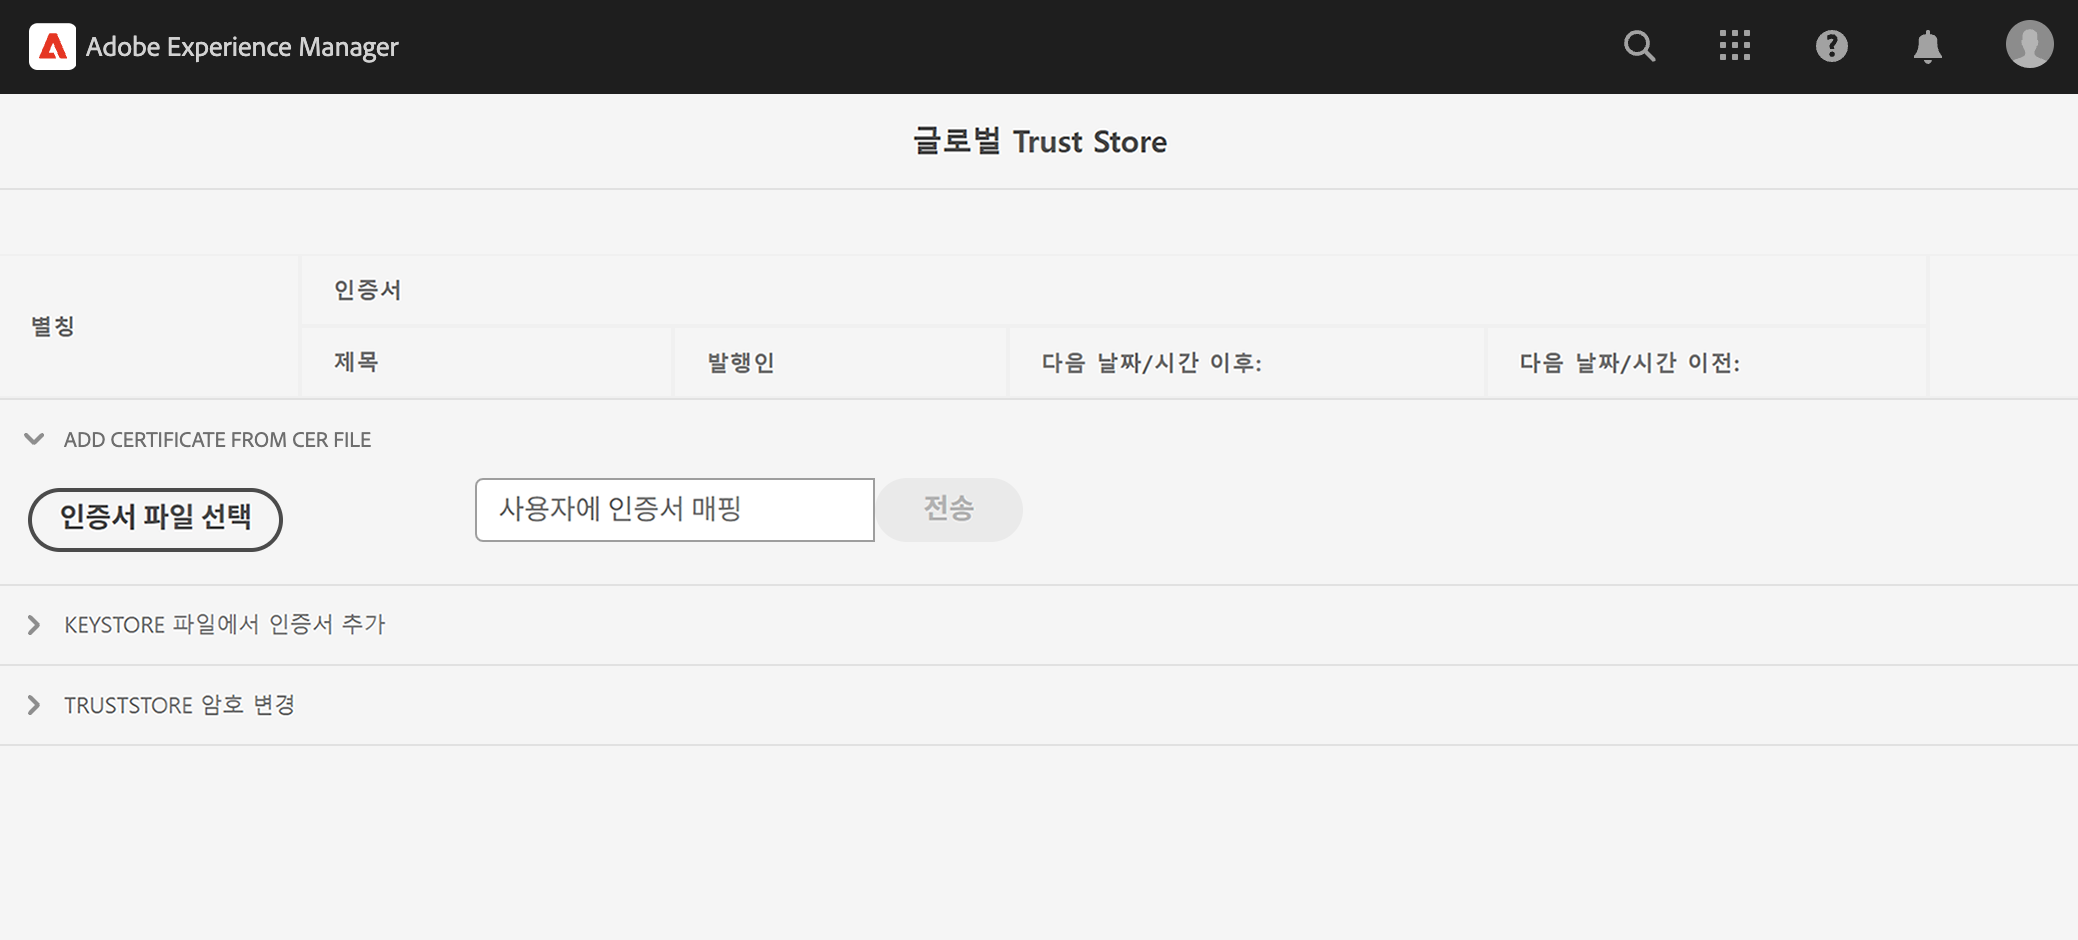 Adobe Experience Manager
글로벌 Trust Store
별칭
인증서
제목
발행인
다음 날짜/시간 이후:
다음 날짜/시간 이전:
ADD CERTIFICATE FROM CER FILE
인증서 파일 선택
사용자에 인증서 매핑
전송
KEYSTORE 파일에서 인증서 추가
TRUSTSTORE 암호 변경